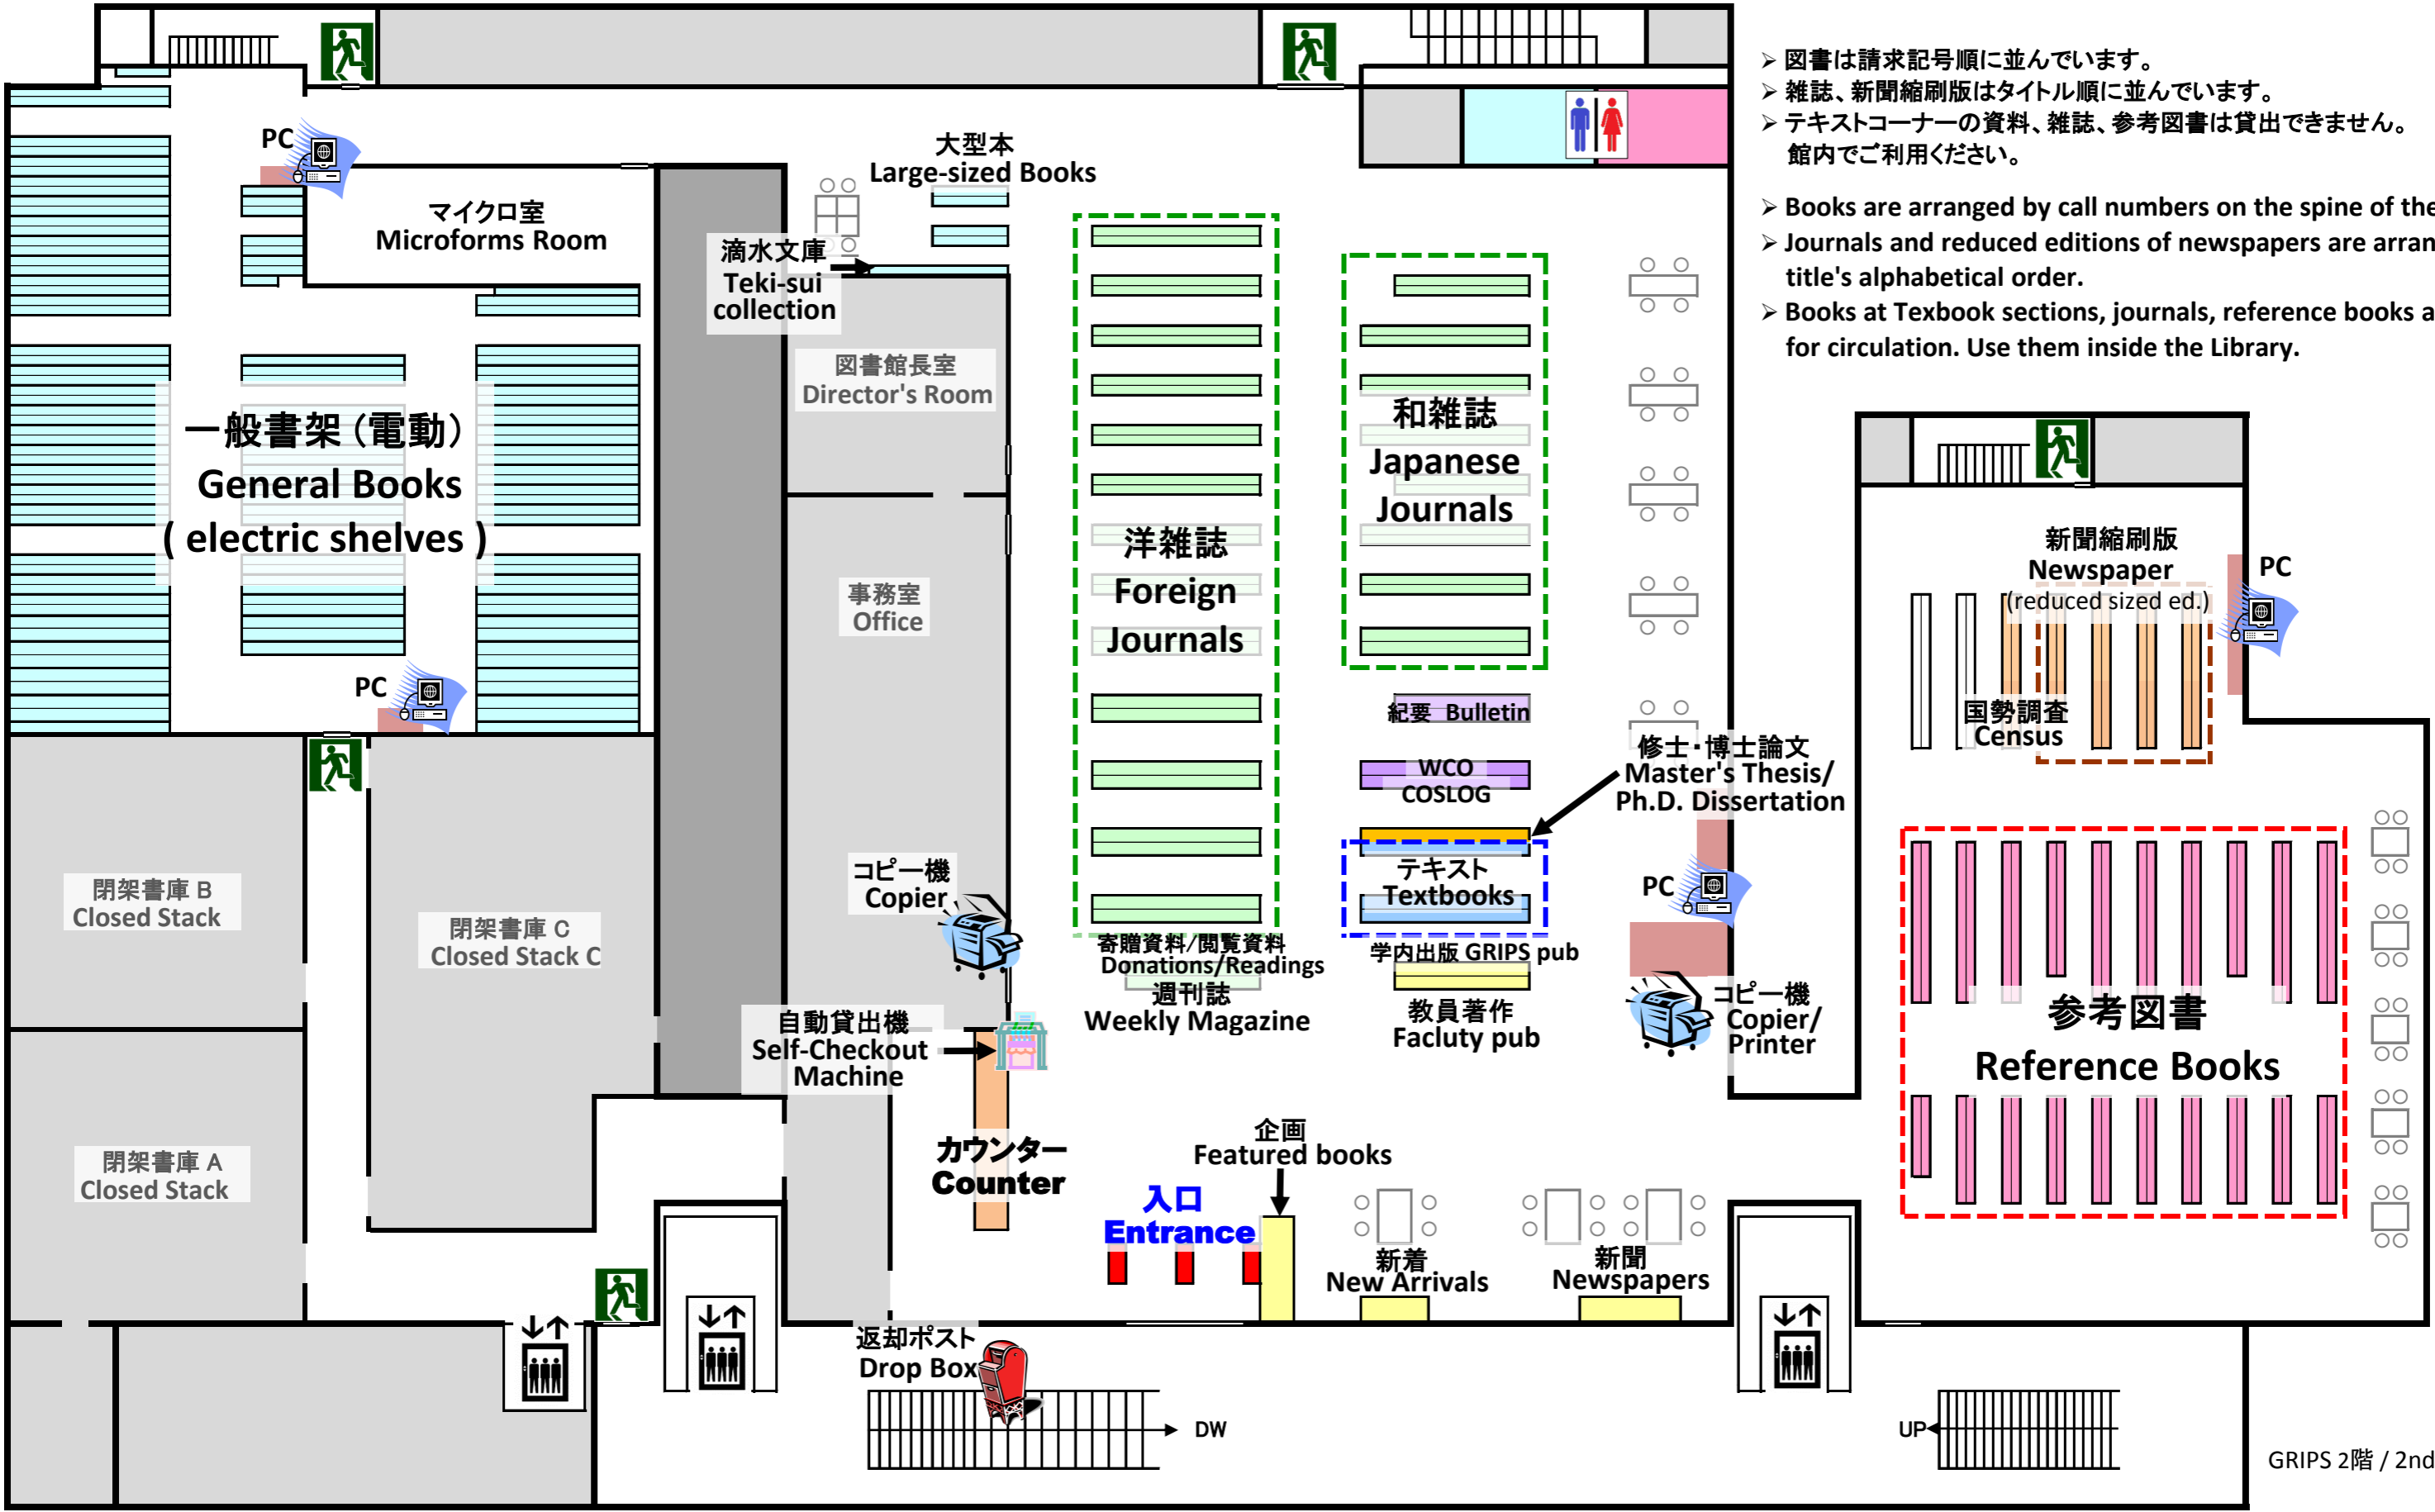 ➢ 図書は請求記号順に並んでいます。
➢ 雑誌、新聞縮刷版はタイトル順に並んでいます。
➢ テキストコーナーの資料、雑誌、参考図書は貸出できません。
館内でご利用ください。
➢ Books are arranged by call numbers on the spine of the
➢ Journals and reduced editions of newspapers are arran
title's alphabetical order.
➢ Books at Texbook sections, journals, reference books a
for circulation. Use them inside the Library.
PC
マイクロ室
Microforms Room
大型本
Large-sized Books
滴水文庫
Teki-sui
collection
図書館長室
Director's Room
一般書架（電動）
General Books
( electric shelves )
事務室
Office
洋雑誌
Foreign
Journals
和雑誌
Japanese
Journals
新聞縮刷版
Newspaper
(reduced sized ed.)
PC
国勢調査
Census
PC
紀要 Bulletin
WCO
COSLOG
修士・博士論文
Master's Thesis/
Ph.D. Dissertation
テキスト
Textbooks
PC
コピー機
Copier
閉架書庫 B
Closed Stack
閉架書庫 C
Closed Stack C
寄贈資料/閲覧資料
Donations/Readings
週刊誌
Weekly Magazine
学内出版 GRIPS pub
教員著作
Facluty pub
コピー機
Copier/
Printer
参考図書
Reference Books
自動貸出機
Self-Checkout
Machine
閉架書庫 A
Closed Stack
カウンター
Counter
企画
Featured books
入口
Entrance
新着
New Arrivals
新聞
Newspapers
返却ポスト
Drop Box
DW
UP
GRIPS 2階 / 2nd